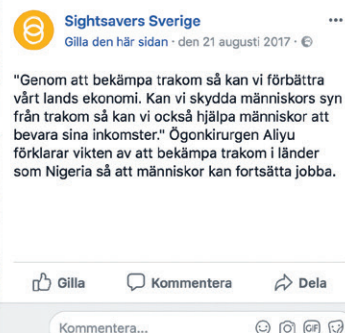 Sightsavers Sverige
Gilla den här sidan · den 21 augusti 2017 ·
"Genom att bekämpa trakom så kan vi förbättra
vårt lands ekonomi. Kan vi skydda människors syn
från trakom så kan vi också hjälpa människor att
bevara sina inkomster." Ögonkirurgen Aliyu
förklarar vikten av att bekämpa trakom i länder
som Nigeria så att människor kan fortsätta jobba.
Gilla Kommentera Dela
Kommentera... GIF